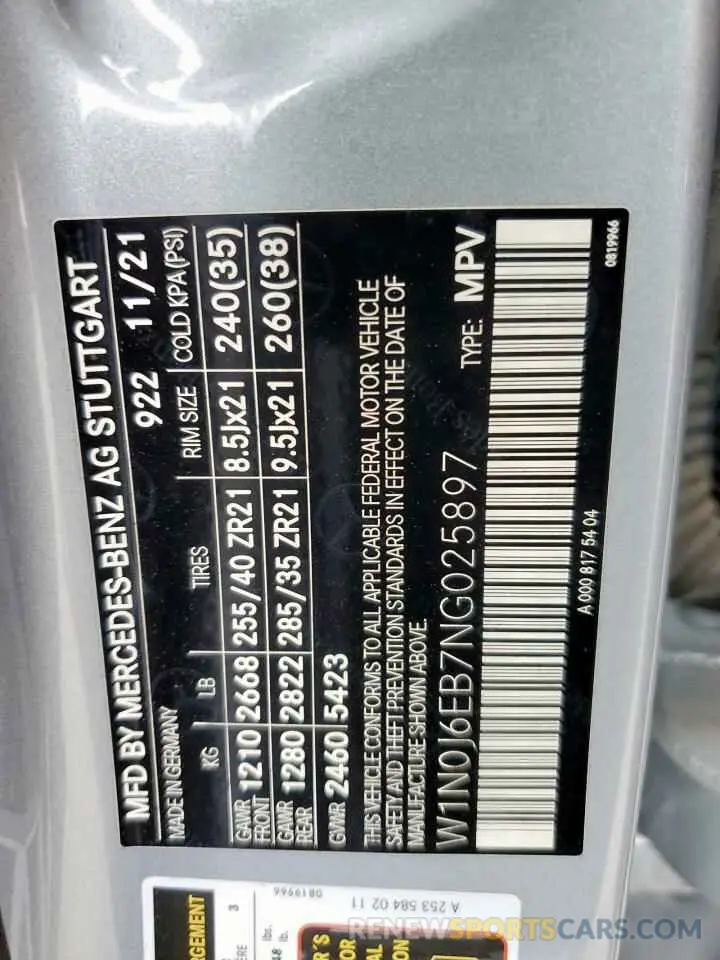 MFD BY MERCEDES-BENZ AG STUTTGART
MADE IN GERMANY 922 11/21
KG LB TIRES RIM SIZE COLD KPA(PSI)
GAWR FRONT 1210 2668 255/40 ZR21 8.5Jx21 240(35)
GAWR REAR 1280 2822 285/35 ZR21 9.5Jx21 260(38)
GVWR 2460 5423
THIS VEHICLE CONFORMS TO ALL APPLICABLE FEDERAL MOTOR VEHICLE
SAFETY AND THEFT PREVENTION STANDARDS IN EFFECT ON THE DATE OF
MANUFACTURE SHOWN ABOVE.
W1N0J6EB7NG025897 TYPE: MPV
A 000 817 54 04 0819966
A 253 584 02 11
0819966
3
lbs.
lb.
RENEWSPORTSCARS.COM